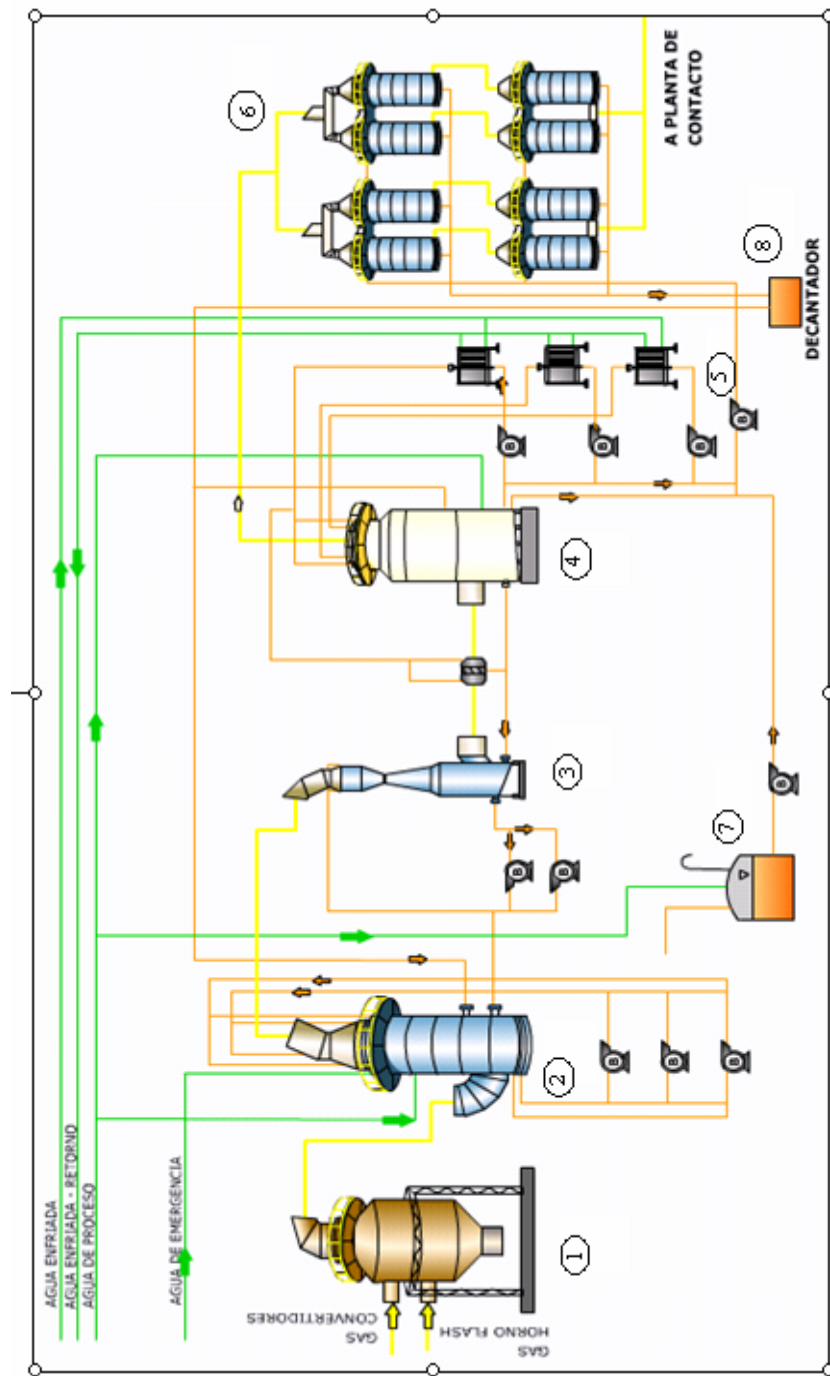 AGUA ENFRIADA
AGUA ENFRIADA - RETORNO
AGUA DE PROCESO
AGUA DE EMERGENCIA
GAS
CONVERTIDORES
GAS
HORNO FLASH
1
2
3
4
5
6
7
8
B
B
B
B
B
B
B
B
B
B
A PLANTA DE
CONTACTO
DECANTADOR